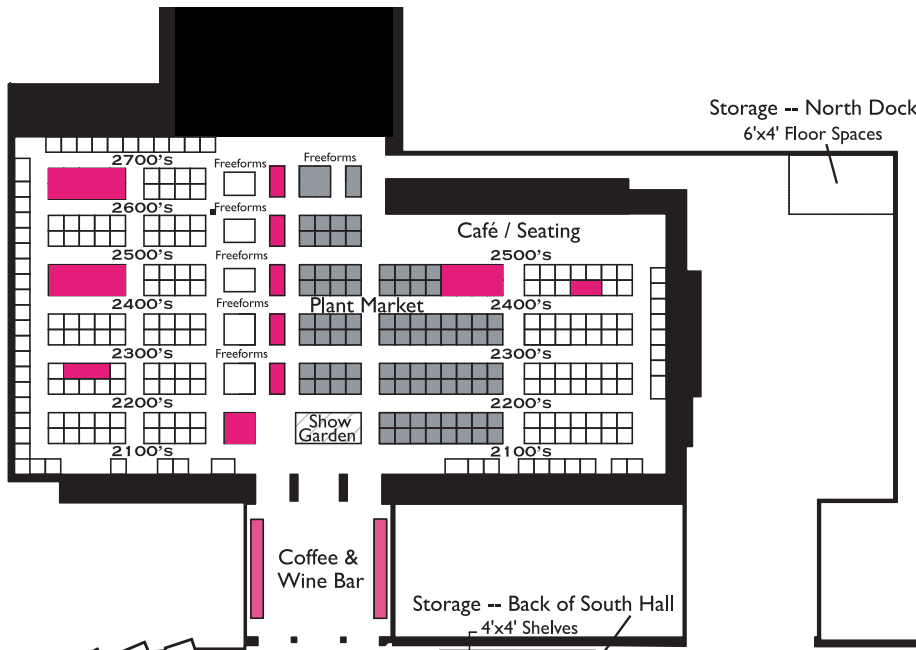 Storage -- North Dock
6'x4' Floor Spaces
2700's
Freeforms
Freeforms
2600's
Freeforms
Café / Seating
2500's
Freeforms
2500's
2400's
Freeforms
Plant Market
2400's
2300's
Freeforms
2300's
2200's
2200's
Show
Garden
2100's
2100's
Coffee &
Wine Bar
Storage -- Back of South Hall
4'x4' Shelves